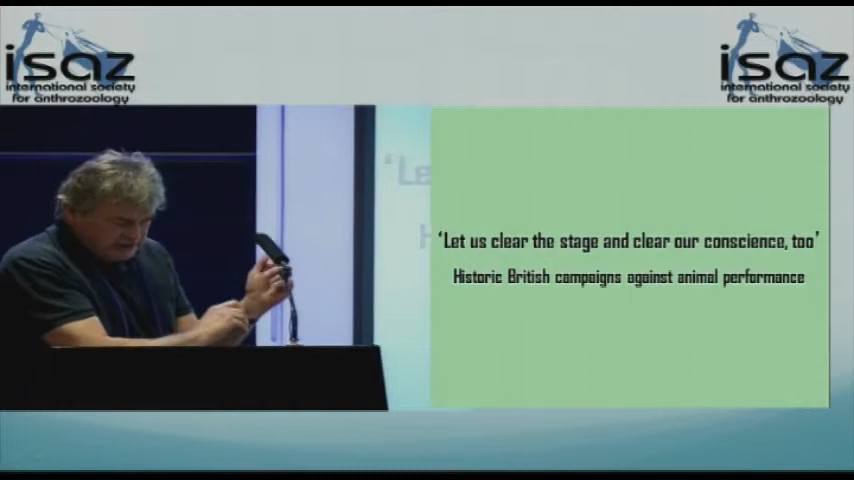 isaz
international society
for anthrozoology
isaz
international society
for anthrozoology
'Le
'Let us clear the stage and clear our conscience, too'
Historic British campaigns against animal performance